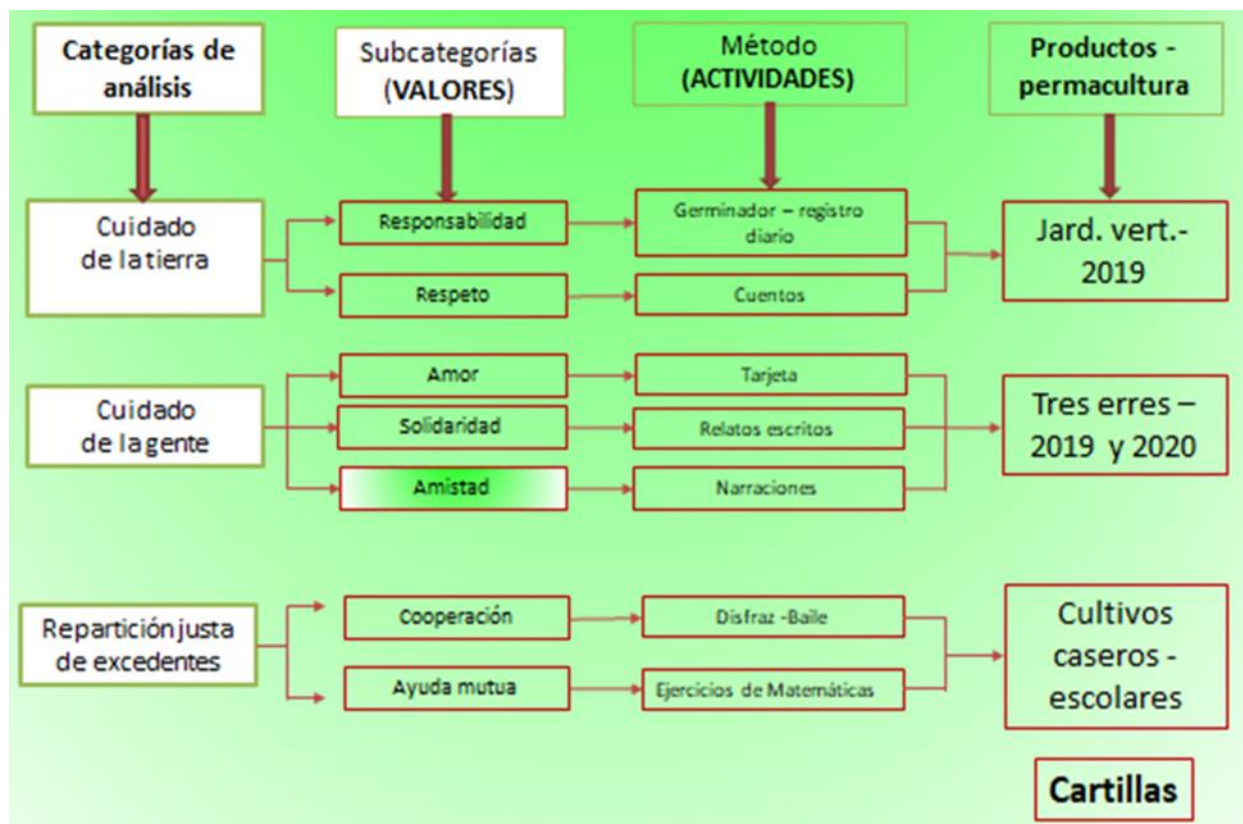 Categorías de
análisis
Subcategorías
(VALORES)
Método
(ACTIVIDADES)
Productos -
permacultura
Cuidado
de la tierra
Responsabilidad
Germinador – registro
diario
Respeto
Cuentos
Jard. vert.-
2019
Cuidado
de la gente
Amor
Tarjeta
Solidaridad
Relatos escritos
Amistad
Narraciones
Tres erres –
2019 y 2020
Repartición justa
de excedentes
Cooperación
Disfraz -Baile
Ayuda mutua
Ejercicios de Matemáticas
Cultivos
caseros -
escolares
Cartillas